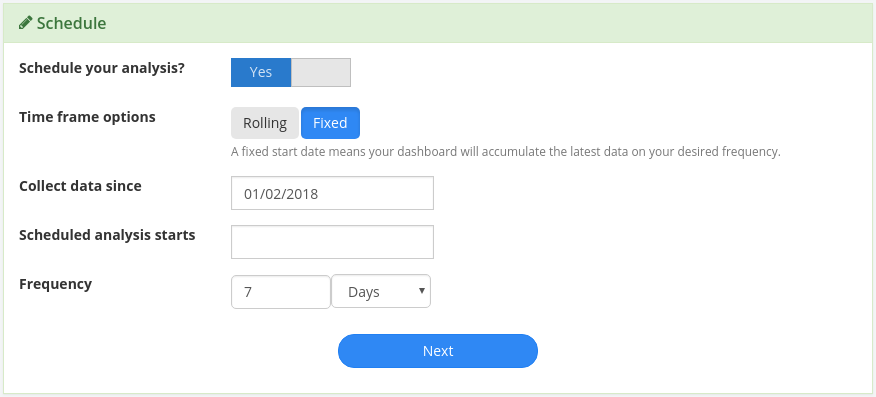 Schedule
Schedule your analysis? Yes
Time frame options Rolling Fixed
A fixed start date means your dashboard will accumulate the latest data on your desired frequency.
Collect data since 01/02/2018
Scheduled analysis starts
Frequency 7 Days
Next